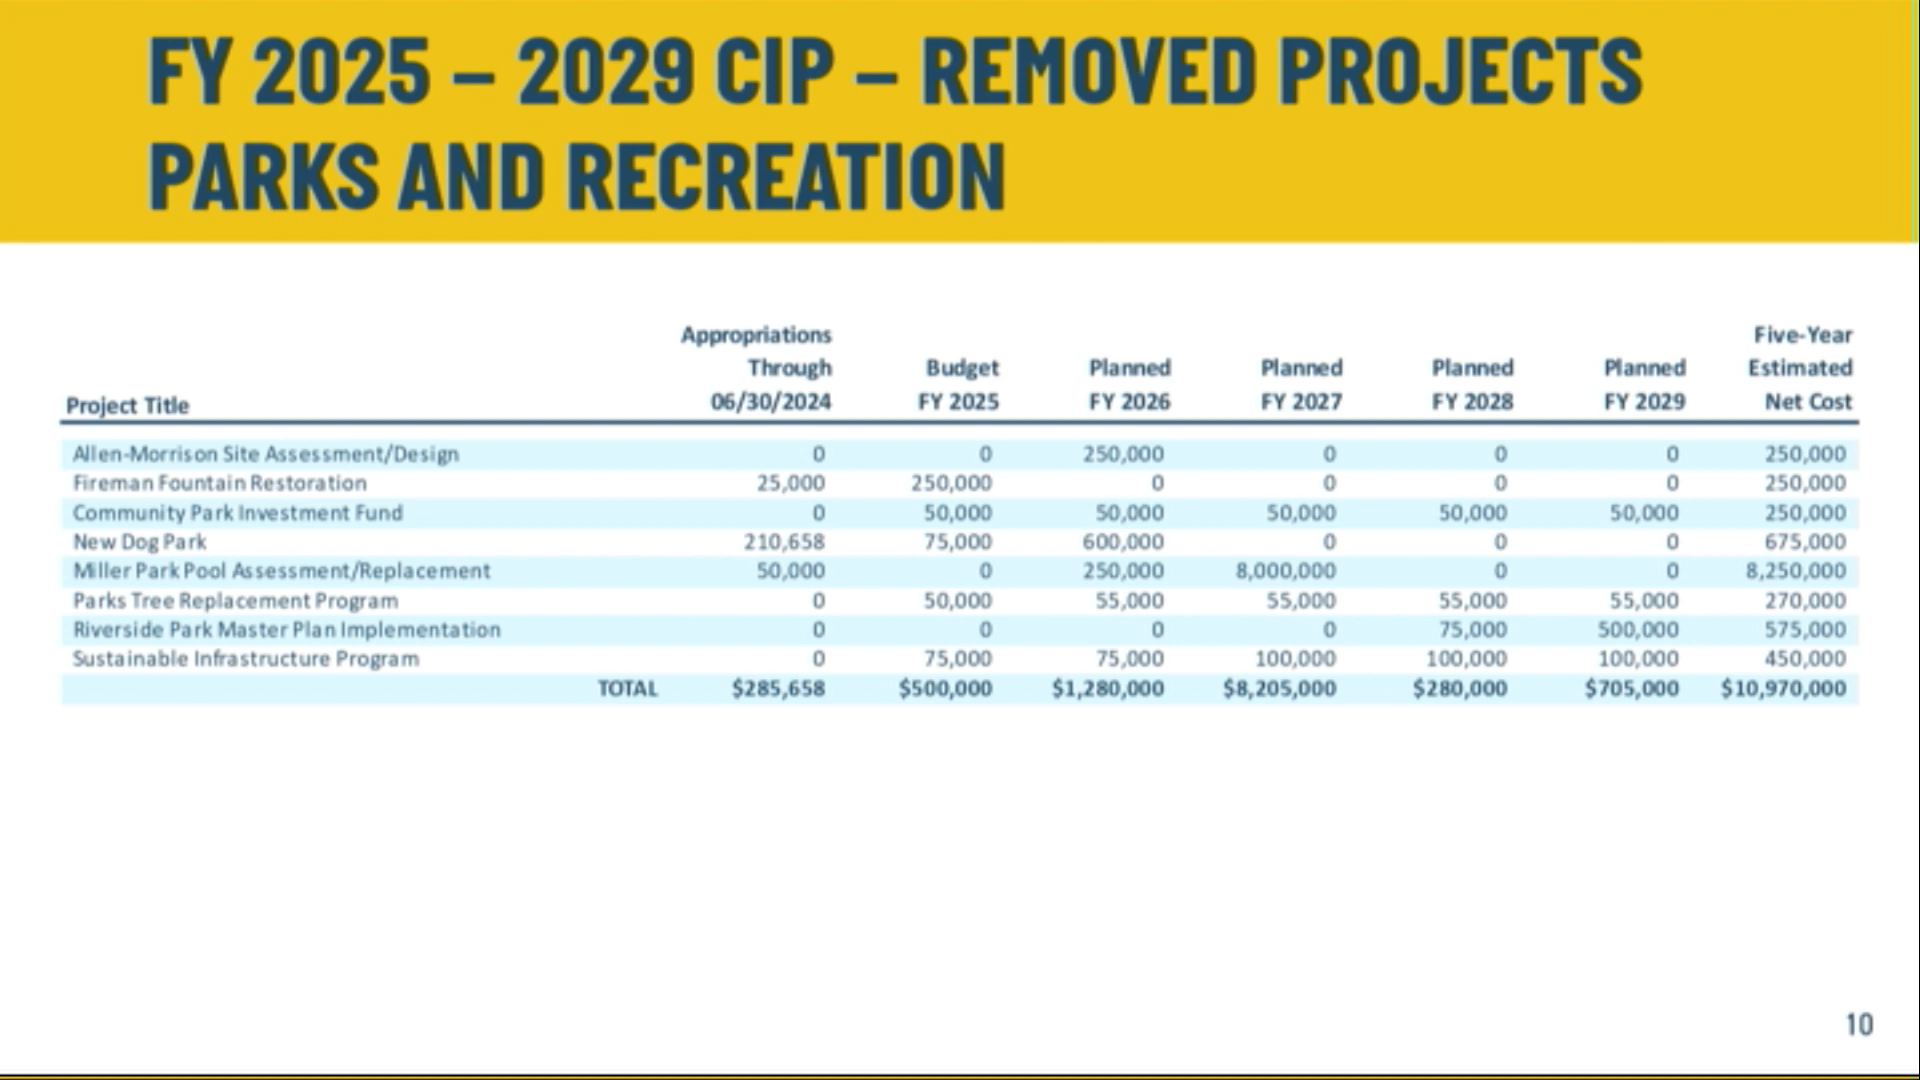 FY 2025 – 2029 CIP – REMOVED PROJECTS
PARKS AND RECREATION
Appropriations Five-Year
Through Budget Planned Planned Planned Planned Estimated
Project Title 06/30/2024 FY 2025 FY 2026 FY 2027 FY 2028 FY 2029 Net Cost
Allen-Morrison Site Assessment/Design 0 0 250,000 0 0 0 250,000
Fireman Fountain Restoration 25,000 250,000 0 0 0 0 250,000
Community Park Investment Fund 0 50,000 50,000 50,000 50,000 50,000 250,000
New Dog Park 210,658 75,000 600,000 0 0 0 675,000
Miller Park Pool Assessment/Replacement 50,000 0 250,000 8,000,000 0 0 8,250,000
Parks Tree Replacement Program 0 50,000 55,000 55,000 55,000 55,000 270,000
Riverside Park Master Plan Implementation 0 0 0 0 75,000 500,000 575,000
Sustainable Infrastructure Program 0 75,000 75,000 100,000 100,000 100,000 450,000
TOTAL $285,658 $500,000 $1,280,000 $8,205,000 $280,000 $705,000 $10,970,000
10